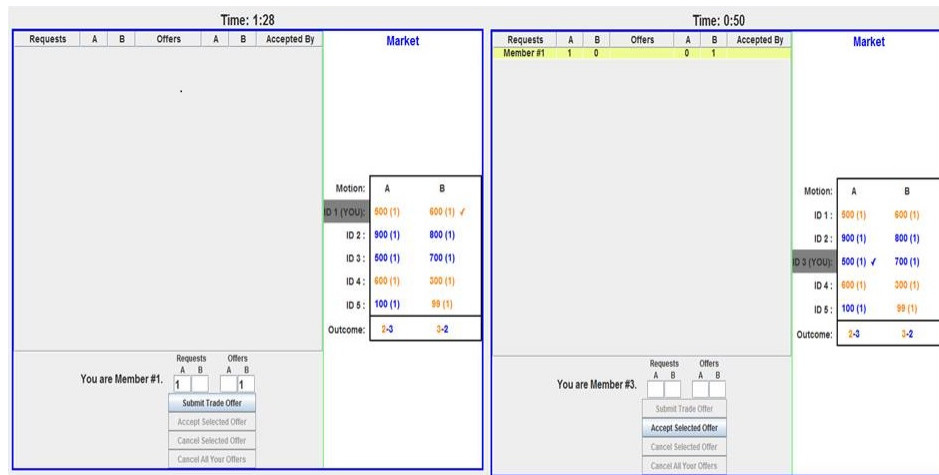 Time: 1:28
Requests A B Offers A B Accepted By
Market
Motion: A B
ID 1 (YOU): 500 (1) 600 (1) ✓
ID 2 : 900 (1) 800 (1)
ID 3 : 500 (1) 700 (1)
ID 4 : 600 (1) 300 (1)
ID 5 : 100 (1) 99 (1)
Outcome: 2-3 3-2
Requests Offers
A B A B
You are Member #1. 1 1
Submit Trade Offer
Accept Selected Offer
Cancel Selected Offer
Cancel All Your Offers
Time: 0:50
Requests A B Offers A B Accepted By
Member #1 1 0 0 1
Market
Motion: A B
ID 1 : 500 (1) 600 (1)
ID 2 : 900 (1) 800 (1)
ID 3 (YOU): 500 (1) ✓ 700 (1)
ID 4 : 600 (1) 300 (1)
ID 5 : 100 (1) 99 (1)
Outcome: 2-3 3-2
Requests Offers
A B A B
You are Member #3.
Submit Trade Offer
Accept Selected Offer
Cancel Selected Offer
Cancel All Your Offers